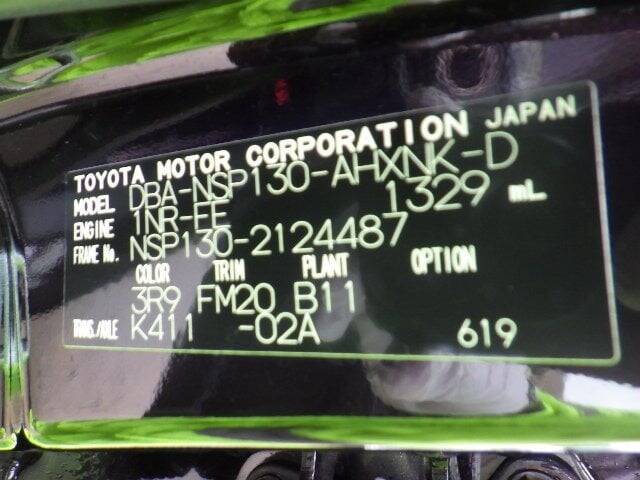 TOYOTA MOTOR CORPORATION JAPAN
MODEL DBA-NSP130-AHXNK-D
ENGINE 1NR-FE 1329 mL
FRAME No. NSP130-2124487
COLOR TRIM PLANT OPTION
3R9 FM20 B11
TRANS./AXLE K411 -02A 619